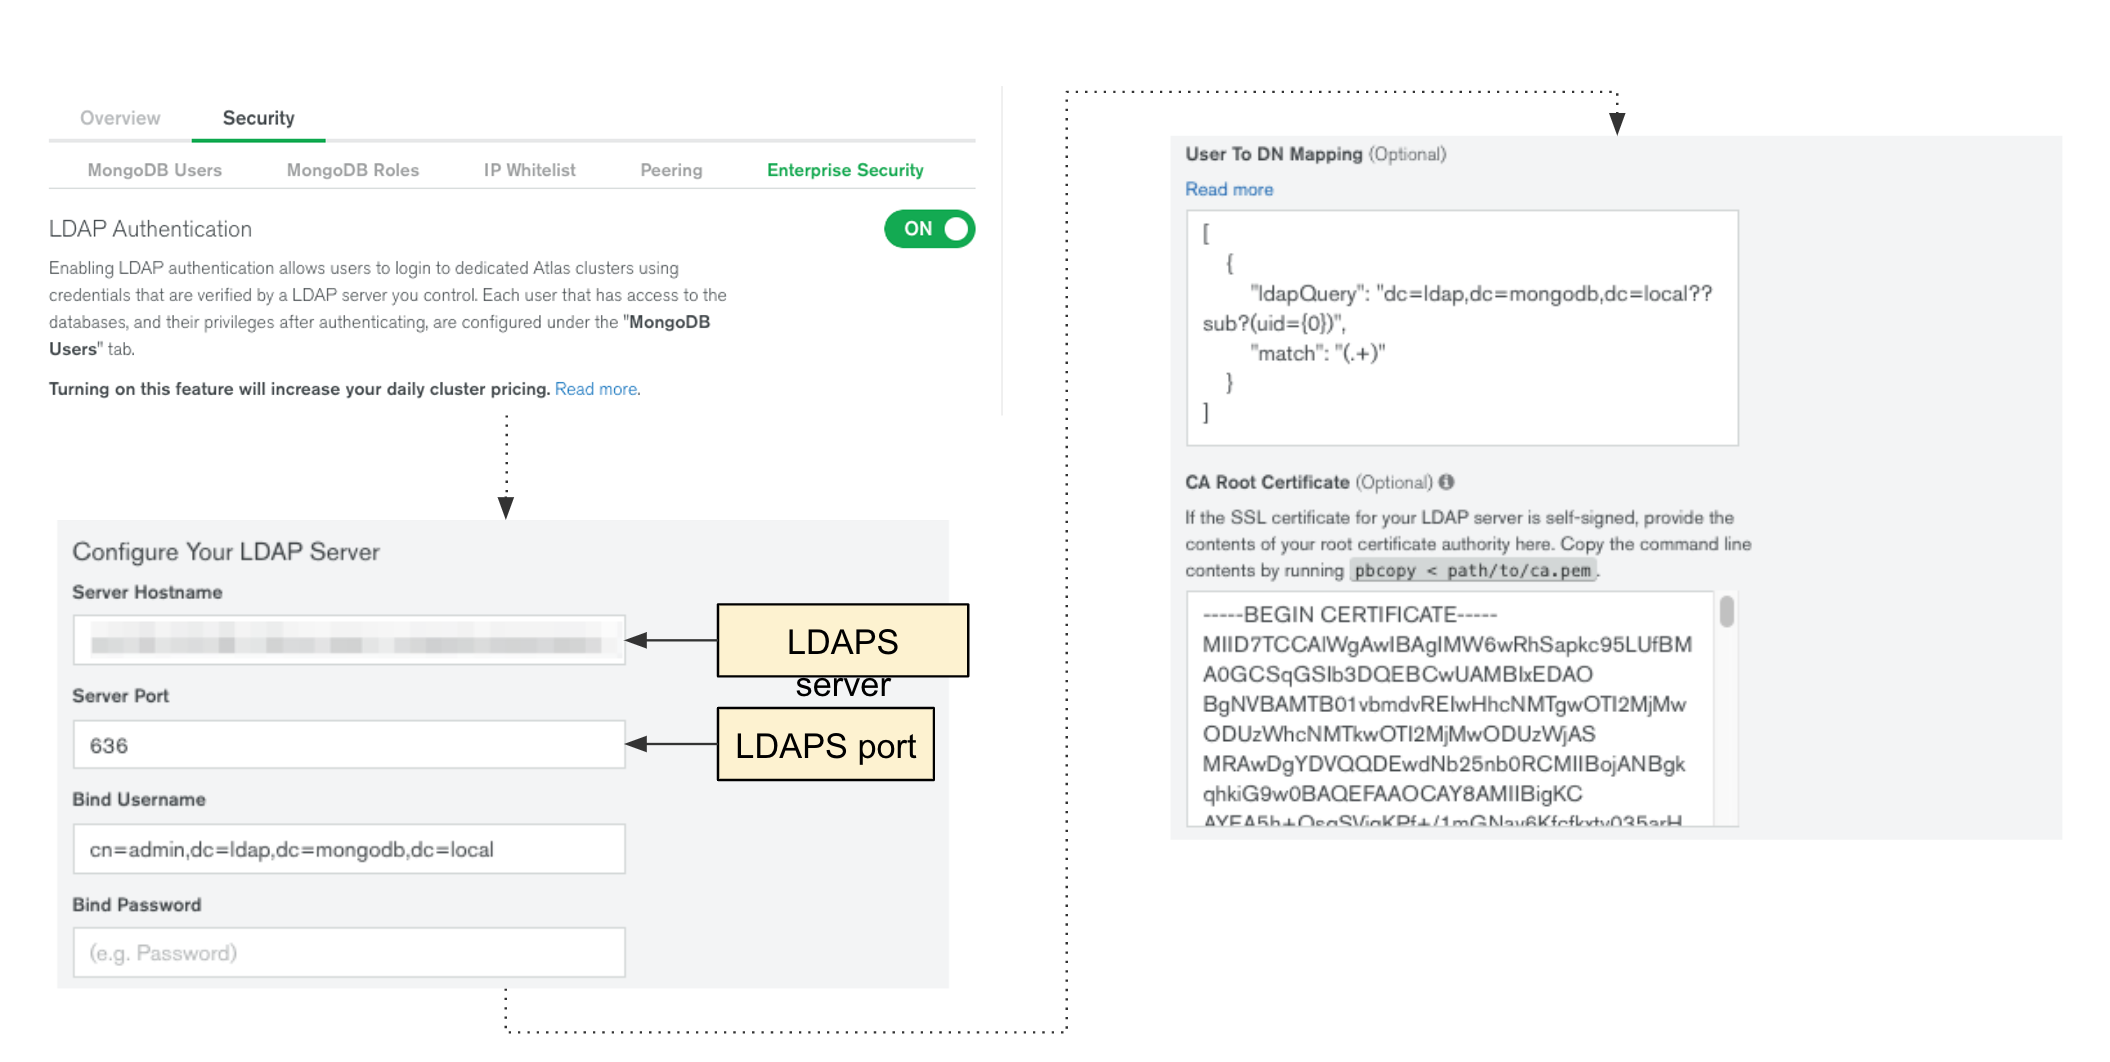 Overview Security
MongoDB Users MongoDB Roles IP Whitelist Peering Enterprise Security
LDAP Authentication ON
Enabling LDAP authentication allows users to login to dedicated Atlas clusters using
credentials that are verified by a LDAP server you control. Each user that has access to the
databases, and their privileges after authenticating, are configured under the "MongoDB
Users" tab.
Turning on this feature will increase your daily cluster pricing. Read more.
Configure Your LDAP Server
Server Hostname
LDAPS
server
Server Port
636
LDAPS port
Bind Username
cn=admin,dc=ldap,dc=mongodb,dc=local
Bind Password
(e.g. Password)
User To DN Mapping (Optional)
Read more
[
{
"ldapQuery": "dc=ldap,dc=mongodb,dc=local??
sub?(uid={0})",
"match": "(.+)"
}
]
CA Root Certificate (Optional)
If the SSL certificate for your LDAP server is self-signed, provide the
contents of your root certificate authority here. Copy the command line
contents by running pbcopy < path/to/ca.pem.
-----BEGIN CERTIFICATE-----
MIID7TCCAlWgAwIBAgIMW6wRhSapkc95LUfBM
A0GCSqGSIb3DQEBCwUAMBIxEDAO
BgNVBAMTB01vbmdvREIwHhcNMTgwOTI2MjMw
ODUzWhcNMTkwOTI2MjMwODUzWjAS
MRAwDgYDVQQDEwdNb25nb0RCMIIBojANBgk
qhkiG9w0BAQEFAAOCAY8AMIIBigKC